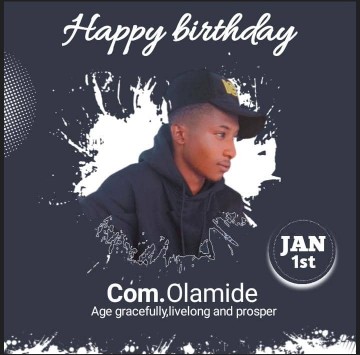 Happy birthday
JAN
1st
Com.Olamide
Age gracefully,livelong and prosper